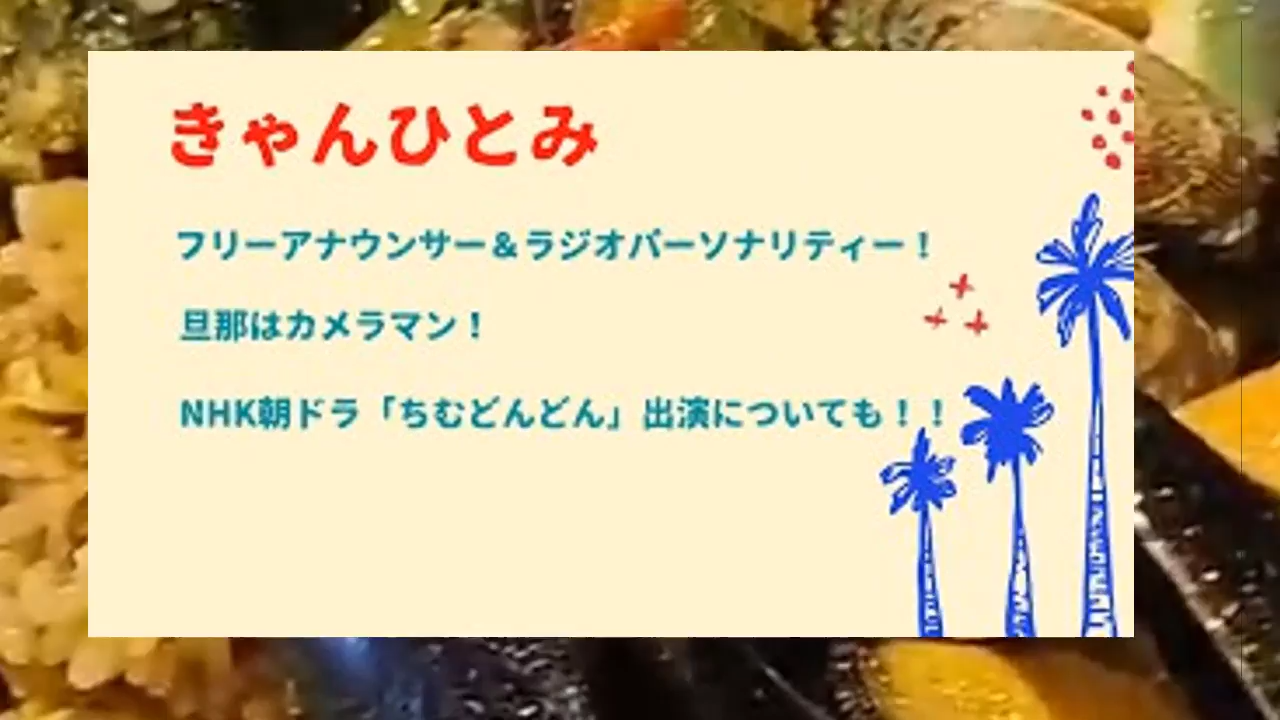 きゃんひとみ
フリーアナウンサー＆ラジオパーソナリティー！
旦那はカメラマン！
NHK朝ドラ「ちむどんどん」出演についても！！